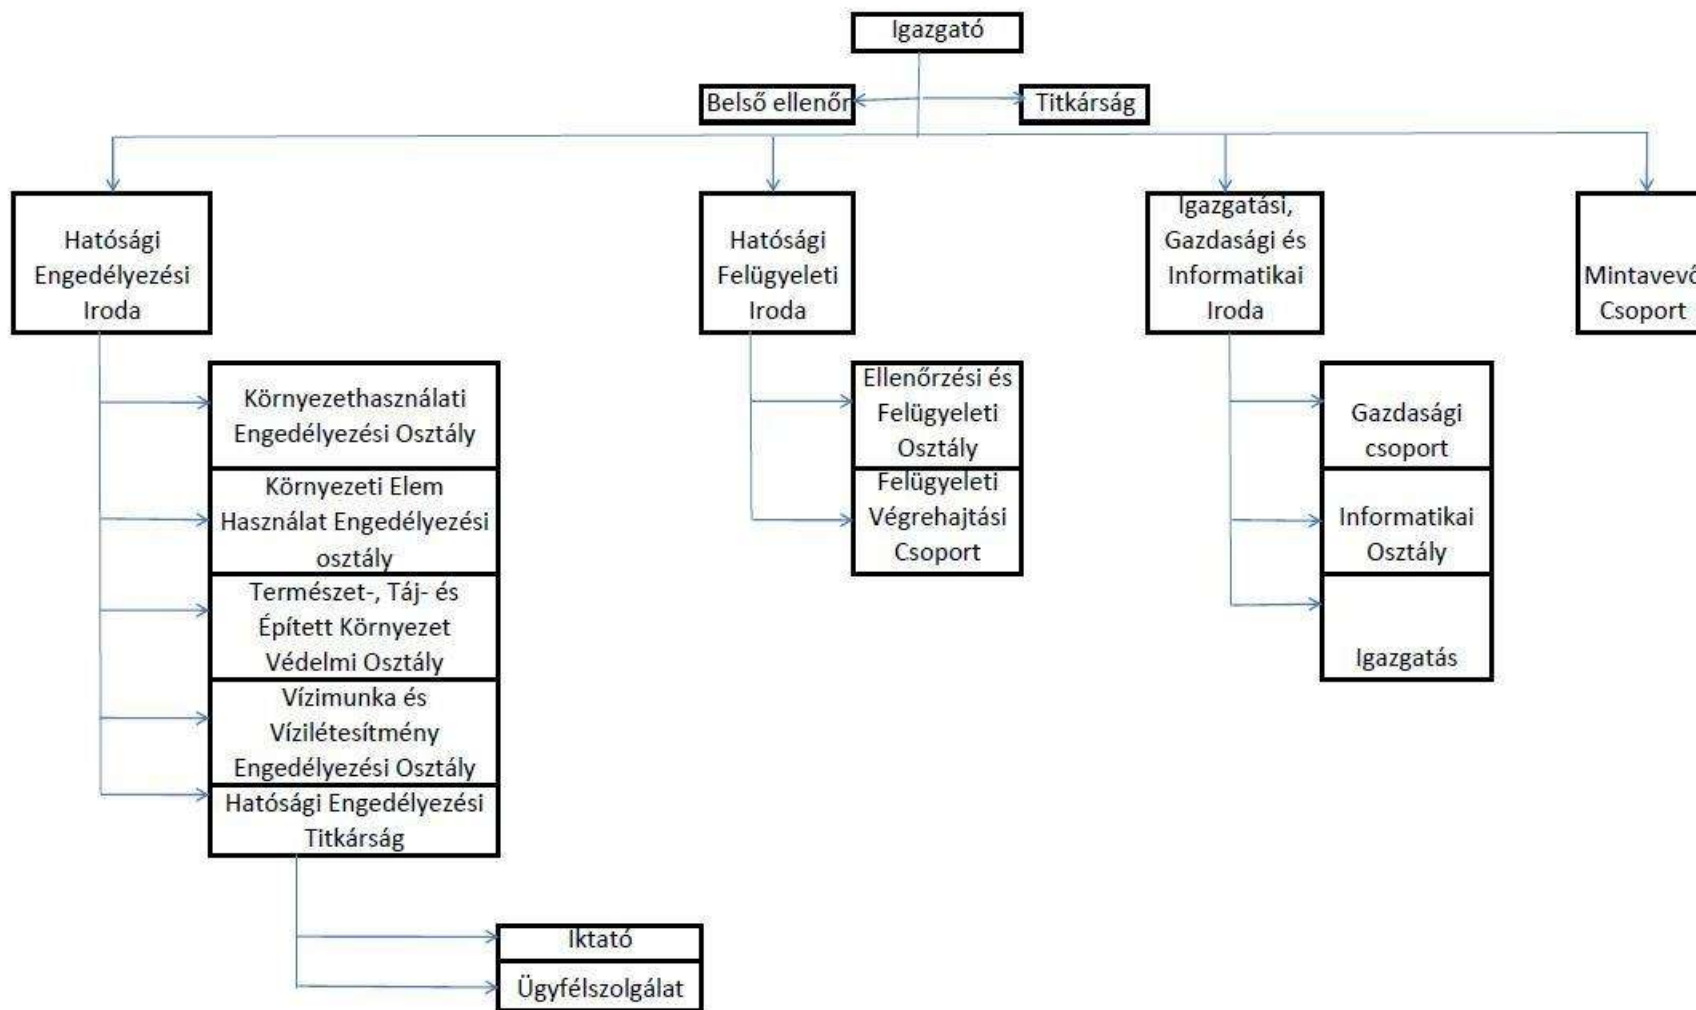 Igazgató
Belső ellenőr
Titkárság
Hatósági
Engedélyezési
Iroda
Hatósági
Felügyeleti
Iroda
Igazgatási,
Gazdasági és
Informatikai
Iroda
Mintavevő
Csoport
Környezethasználati
Engedélyezési Osztály
Környezeti Elem
Használat Engedélyezési
osztály
Természet-, Táj- és
Épített Környezet
Védelmi Osztály
Vízimunka és
Vízilétesítmény
Engedélyezési Osztály
Hatósági Engedélyezési
Titkárság
Iktató
Ügyfélszolgálat
Ellenőrzési és
Felügyeleti
Osztály
Felügyeleti
Végrehajtási
Csoport
Gazdasági
csoport
Informatikai
Osztály
Igazgatás